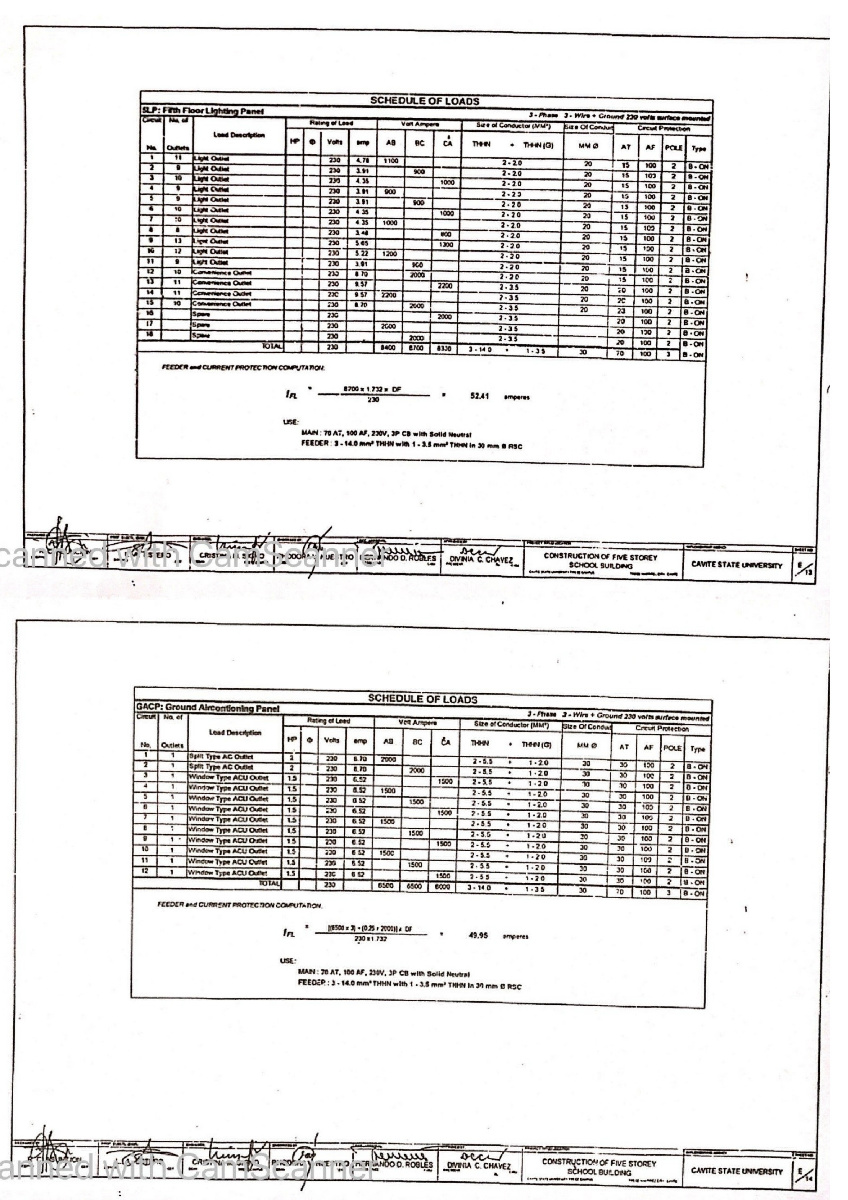 SCHEDULE OF LOADS
5LP: Fifth Floor Lighting Panel 3 - Phase 3 - Wire + Ground 230 volts surface mounted
Circuit No. of Load Description Rating of Load Volt Ampere Size of Conductor (MM²) Size Of Conduit Circuit Protection
No. Outlets HP Φ Volts amp AB BC CA THHN + THHN (G) MM Ø AT AF POLE Type
1 11 Light Outlet 230 4.78 1100 2 - 2.0 20 15 100 2 B - ON
2 9 Light Outlet 230 3.91 900 2 - 2.0 20 15 100 2 B - ON
3 10 Light Outlet 230 4.35 1000 2 - 2.0 20 15 100 2 B - ON
4 9 Light Outlet 230 3.91 900 2 - 2.0 20 15 100 2 B - ON
5 9 Light Outlet 230 3.91 900 2 - 2.0 20 15 100 2 B - ON
6 10 Light Outlet 230 4.35 1000 2 - 2.0 20 15 100 2 B - ON
7 10 Light Outlet 230 4.35 1000 2 - 2.0 20 15 100 2 B - ON
8 8 Light Outlet 230 3.48 800 2 - 2.0 20 15 100 2 B - ON
9 13 Light Outlet 230 5.65 1300 2 - 2.0 20 15 100 2 B - ON
10 12 Light Outlet 230 5.22 1200 2 - 2.0 20 15 100 2 B - ON
11 9 Light Outlet 230 3.91 900 2 - 2.0 20 15 100 2 B - ON
12 10 Convenience Outlet 230 8.70 2000 2 - 3.5 20 20 100 2 B - ON
13 11 Convenience Outlet 230 9.57 2200 2 - 3.5 20 20 100 2 B - ON
14 11 Convenience Outlet 230 9.57 2200 2 - 3.5 20 20 100 2 B - ON
15 10 Convenience Outlet 230 8.70 2000 2 - 3.5 20 100 2 B - ON
16 Spare 230 2000 2 - 3.5 20 100 2 B - ON
17 Spare 230 2000 2 - 3.5 20 100 2 B - ON
18 Spare 230 2000 2 - 3.5 20 100 2 B - ON
TOTAL 230 8400 8700 8300 3 - 14.0 + 1 - 3.5 30 70 100 3 B - ON
FEEDER and CURRENT PROTECTION COMPUTATION:
IFL = 8700 x 1.732 x DF = 52.41 amperes
230
USE:
MAIN : 70 AT, 100 AF, 230V, 3P CB with Solid Neutral
FEEDER : 3 - 14.0 mm² THHN with 1 - 3.5 mm² THHN in 30 mm Ø RSC
HERNANDO D. ROBLES DIVINIA C. CHAVEZ CONSTRUCTION OF FIVE STOREY
SCHOOL BUILDING CAVITE STATE UNIVERSITY E/13
Scanned with CamScanner
SCHEDULE OF LOADS
GACP: Ground Aircontioning Panel 3 - Phase 3 - Wire + Ground 230 volts surface mounted
Circuit No. of Load Description Rating of Load Volt Ampere Size of Conductor (MM²) Size Of Conduit Circuit Protection
No. Outlets HP Φ Volts amp AB BC CA THHN + THHN (G) MM Ø AT AF POLE Type
1 1 Split Type AC Outlet 2 230 8.70 2000 2 - 5.5 + 1 - 2.0 30 30 100 2 B - ON
2 1 Split Type AC Outlet 2 230 8.70 2000 2 - 5.5 + 1 - 2.0 30 30 100 2 B - ON
3 1 Window Type ACU Outlet 1.5 230 6.52 1500 2 - 5.5 + 1 - 2.0 30 30 100 2 B - ON
4 1 Window Type ACU Outlet 1.5 230 6.52 1500 2 - 5.5 + 1 - 2.0 30 30 100 2 B - ON
5 1 Window Type ACU Outlet 1.5 230 6.52 1500 2 - 5.5 + 1 - 2.0 30 30 100 2 B - ON
6 1 Window Type ACU Outlet 1.5 230 6.52 1500 2 - 5.5 + 1 - 2.0 30 30 100 2 B - ON
7 1 Window Type ACU Outlet 1.5 230 6.52 1500 2 - 5.5 + 1 - 2.0 30 30 100 2 B - ON
8 1 Window Type ACU Outlet 1.5 230 6.52 1500 2 - 5.5 + 1 - 2.0 30 30 100 2 B - ON
9 1 Window Type ACU Outlet 1.5 230 6.52 1500 2 - 5.5 + 1 - 2.0 30 30 100 2 B - ON
10 1 Window Type ACU Outlet 1.5 230 6.52 1500 2 - 5.5 + 1 - 2.0 30 30 100 2 B - ON
11 1 Window Type ACU Outlet 1.5 230 6.52 1500 2 - 5.5 + 1 - 2.0 30 30 100 2 B - ON
12 1 Window Type ACU Outlet 1.5 230 6.52 1500 2 - 5.5 + 1 - 2.0 30 30 100 2 B - ON
TOTAL 230 6500 6500 6000 3 - 14.0 + 1 - 3.5 30 70 100 3 B - ON
FEEDER and CURRENT PROTECTION COMPUTATION:
IFL = [(6500 x 3) + (0.25 x 2000)] x DF = 49.95 amperes
230 x 1.732
USE:
MAIN : 70 AT, 100 AF, 230V, 3P CB with Solid Neutral
FEEDER : 3 - 14.0 mm² THHN with 1 - 3.5 mm² THHN in 30 mm Ø RSC
HERNANDO D. ROBLES DIVINIA C. CHAVEZ CONSTRUCTION OF FIVE STOREY
SCHOOL BUILDING CAVITE STATE UNIVERSITY E/14
Scanned with CamScanner